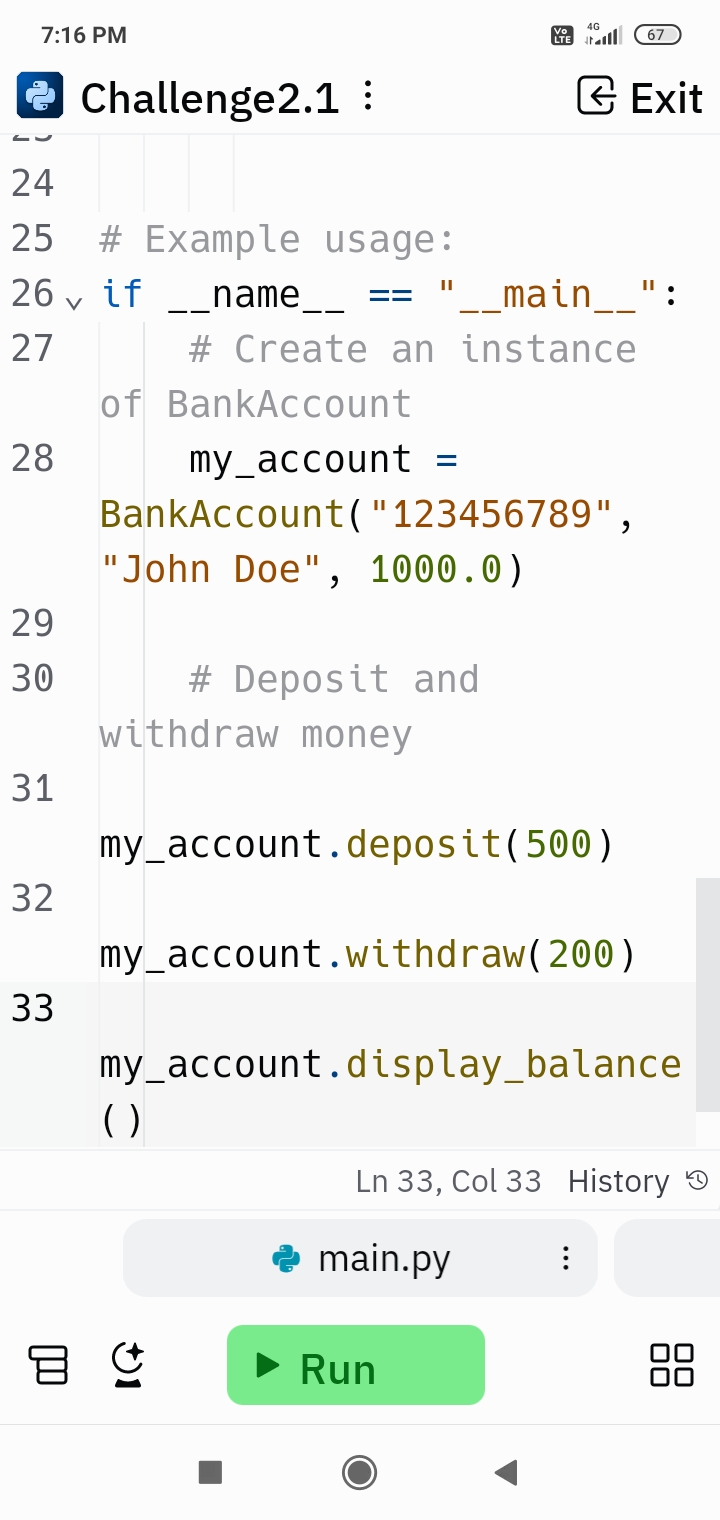 7:16 PM
Vo LTE 4G 67
Challenge2.1 Exit
23
24
25 # Example usage:
26 if __name__ == "__main__":
27     # Create an instance
of BankAccount
28     my_account =
BankAccount("123456789",
"John Doe", 1000.0)
29
30     # Deposit and
withdraw money
31
my_account.deposit(500)
32
my_account.withdraw(200)
33
my_account.display_balance
()
Ln 33, Col 33 History
main.py
Run